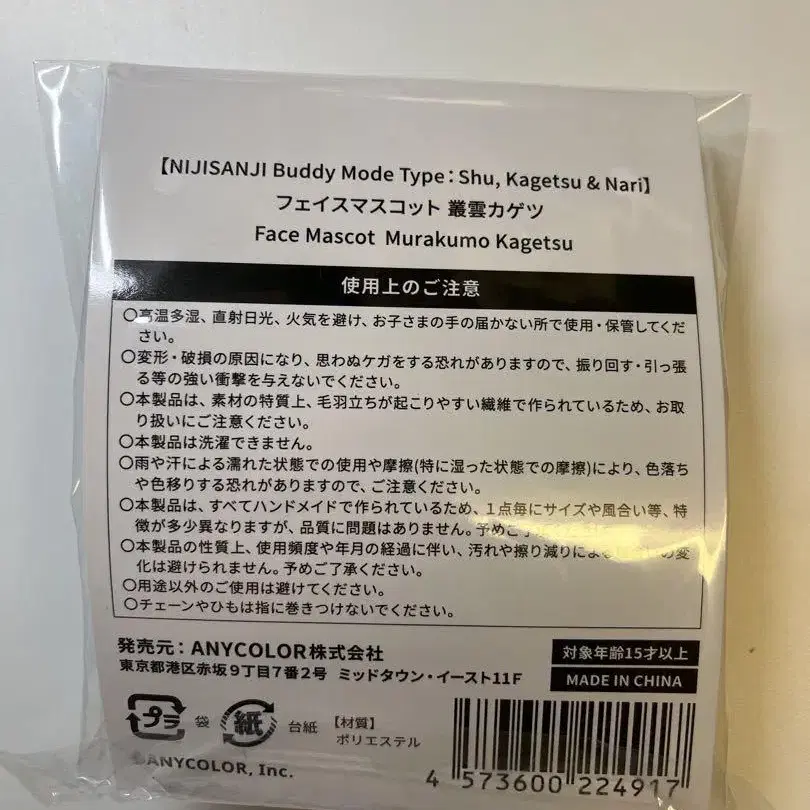 【NIJISANJI Buddy Mode Type：Shu, Kagetsu & Nari】
フェイスマスコット 叢雲カゲツ
Face Mascot Murakumo Kagetsu
使用上のご注意
○高温多湿、直射日光、火気を避け、お子さまの手の届かない所で使用・保管してくだ
さい。
○変形・破損の原因になり、思わぬケガをする恐れがありますので、振り回す・引っ張
る等の強い衝撃を与えないでください。
○本製品は、素材の特質上、毛羽立ちが起こりやすい繊維で作られているため、お取
り扱いにご注意ください。
○本製品は洗濯できません。
○雨や汗による濡れた状態での使用や摩擦(特に湿った状態での摩擦)により、色落ち
や色移りする恐れがありますので、ご注意ください。
○本製品は、すべてハンドメイドで作られているため、1点毎にサイズや風合い等、特
徴が多少異なりますが、品質に問題はありません。予めご了
○本製品の性質上、使用頻度や年月の経過に伴い、汚れや擦り減りによる の変
化は避けられません。予めご了承ください。
○用途以外のご使用は避けてください。
○チェーンやひもは指に巻きつけないでください。
発売元：ANYCOLOR株式会社
東京都港区赤坂9丁目7番2号 ミッドタウン・イースト11F
対象年齢15才以上
MADE IN CHINA
プラ 袋 紙 台紙 【材質】
ポリエステル
©ANYCOLOR, Inc.
4 573600 224917